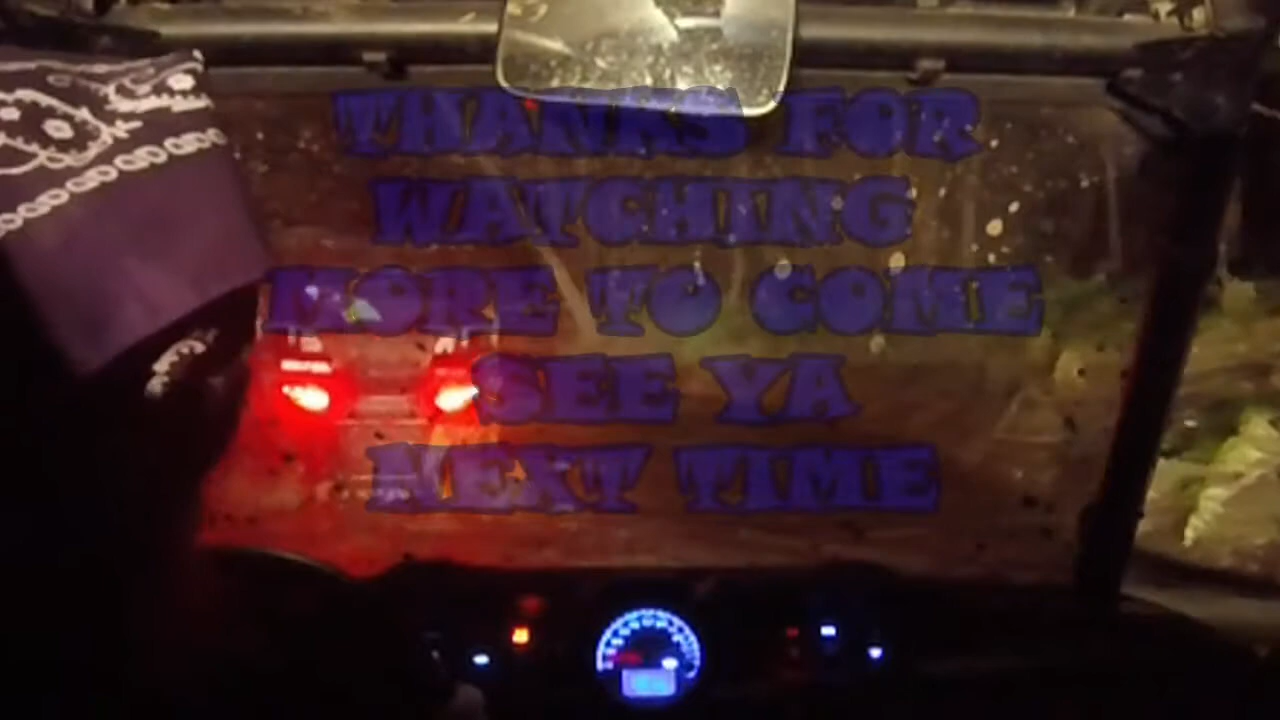 THANKS FOR
WATCHING
MORE TO COME
SEE YA
NEXT TIME